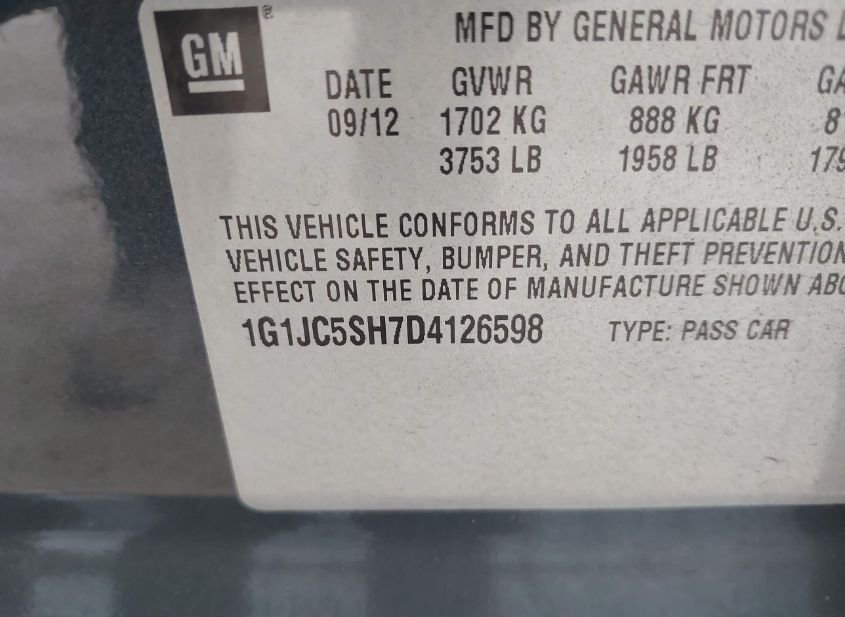 GM ®
MFD BY GENERAL MOTORS
DATE GVWR GAWR FRT
09/12 1702 KG 888 KG
3753 LB 1958 LB
THIS VEHICLE CONFORMS TO ALL APPLICABLE U.S.
VEHICLE SAFETY, BUMPER, AND THEFT PREVENTION
EFFECT ON THE DATE OF MANUFACTURE SHOWN
1G1JC5SH7D4126598 TYPE: PASS CAR